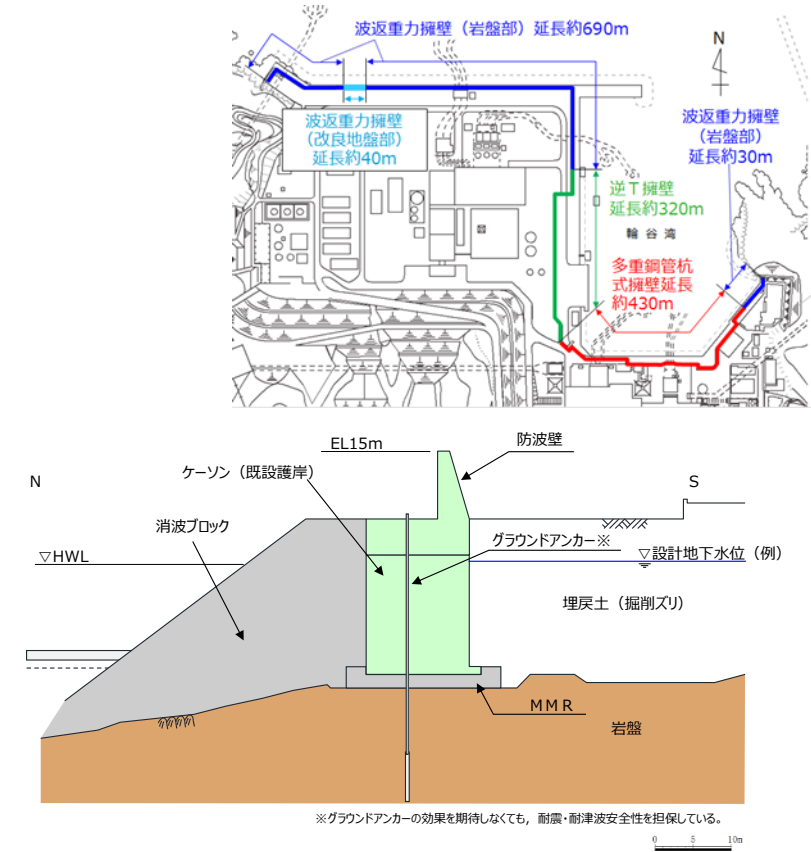 波返重力擁壁（岩盤部）延長約690m
N
波返重力擁壁
（改良地盤部）
延長約40m
波返重力擁壁
（岩盤部）
延長約30m
逆Ｔ擁壁
延長約320m
輪谷湾
多重鋼管杭
式擁壁延長
約430m
EL15m
防波壁
N
ケーソン（既設護岸）
S
消波ブロック
グラウンドアンカー※
▽HWL
▽設計地下水位（例）
埋戻土（掘削ズリ）
ＭＭＲ
岩盤
※グラウンドアンカーの効果を期待しなくても，耐震・耐津波安全性を担保している。
0 5 10m